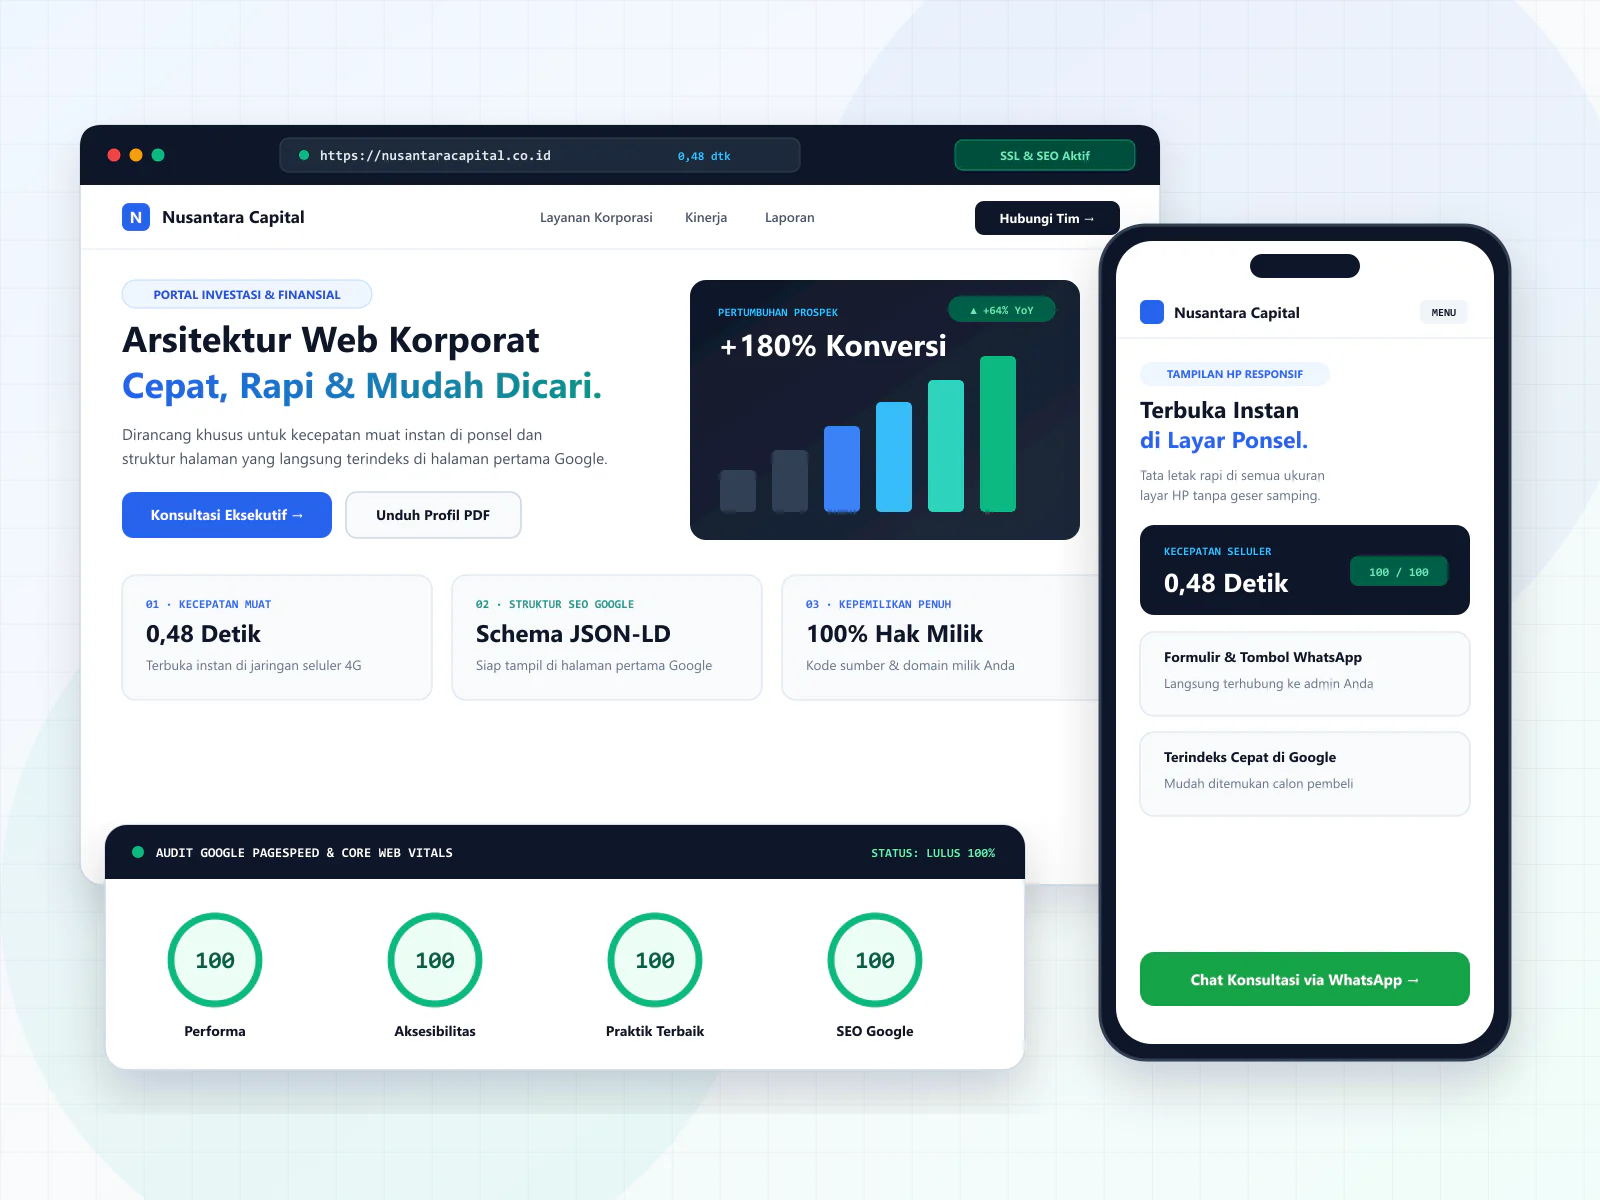 https://nusantaracapital.co.id
0,48 dtk
SSL & SEO Aktif
N
Nusantara Capital
Layanan Korporasi
Kinerja
Laporan
Hubungi Tim →
PORTAL INVESTASI & FINANSIAL
Arsitektur Web Korporat
Cepat, Rapi & Mudah Dicari.
Dirancang khusus untuk kecepatan muat instan di ponsel dan
struktur halaman yang langsung terindeks di halaman pertama Google.
Konsultasi Eksekutif →
Unduh Profil PDF
PERTUMBUHAN PROSPEK
▲ +64% YoY
+180% Konversi
01 · KECEPATAN MUAT
0,48 Detik
Terbuka instan di jaringan seluler 4G
02 · STRUKTUR SEO GOOGLE
Schema JSON-LD
Siap tampil di halaman pertama Google
03 · KEPEMILIKAN PENUH
100% Hak Milik
Kode sumber & domain milik Anda
AUDIT GOOGLE PAGESPEED & CORE WEB VITALS
STATUS: LULUS 100%
100
Performa
100
Aksesibilitas
100
Praktik Terbaik
100
SEO Google
Nusantara Capital
MENU
TAMPILAN HP RESPONSIF
Terbuka Instan
di Layar Ponsel.
Tata letak rapi di semua ukuran
layar HP tanpa geser samping.
KECEPATAN SELULER
0,48 Detik
100 / 100
Formulir & Tombol WhatsApp
Langsung terhubung ke admin Anda
Terindeks Cepat di Google
Mudah ditemukan calon pembeli
Chat Konsultasi via WhatsApp →